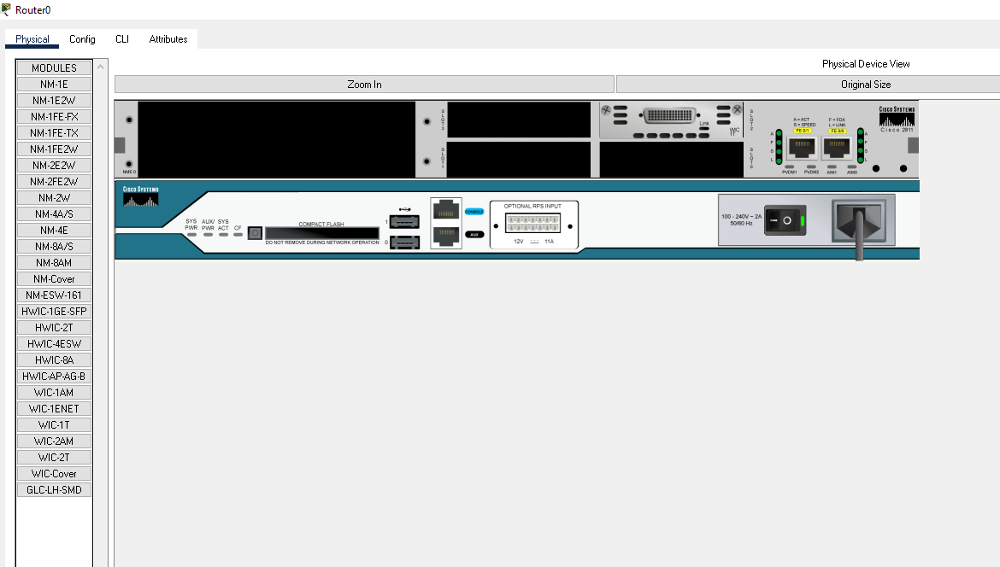 Router0
Physical Config CLI Attributes
MODULES
NM-1E
NM-1E2W
NM-1FE-FX
NM-1FE-TX
NM-1FE2W
NM-2E2W
NM-2FE2W
NM-2W
NM-4A/S
NM-4E
NM-8A/S
NM-8AM
NM-Cover
NM-ESW-161
HWIC-1GE-SFP
HWIC-2T
HWIC-4ESW
HWIC-8A
HWIC-AP-AG-B
WIC-1AM
WIC-1ENET
WIC-1T
WIC-2AM
WIC-2T
WIC-Cover
GLC-LH-SMD
Physical Device View
Zoom In
Original Size
NME 0
SLOT 3
SLOT 1
Link
WIC
1T
SLOT 2
SLOT 0
A = ACT
S = SPEED
F = FDX
L = LINK
FE 0/1
FE 0/0
A
F
S
L
A
F
S
L
PVDM1 PVDM2 AIM1 AIM0
CISCO SYSTEMS
Cisco 2811
CISCO SYSTEMS
SYS
PWR
AUX/
PWR
SYS
ACT
CF
COMPACT FLASH
DO NOT REMOVE DURING NETWORK OPERATION
1
0
CONSOLE
AUX
OPTIONAL RPS INPUT
12V
11A
100 - 240V ~ 2A
50/60 Hz